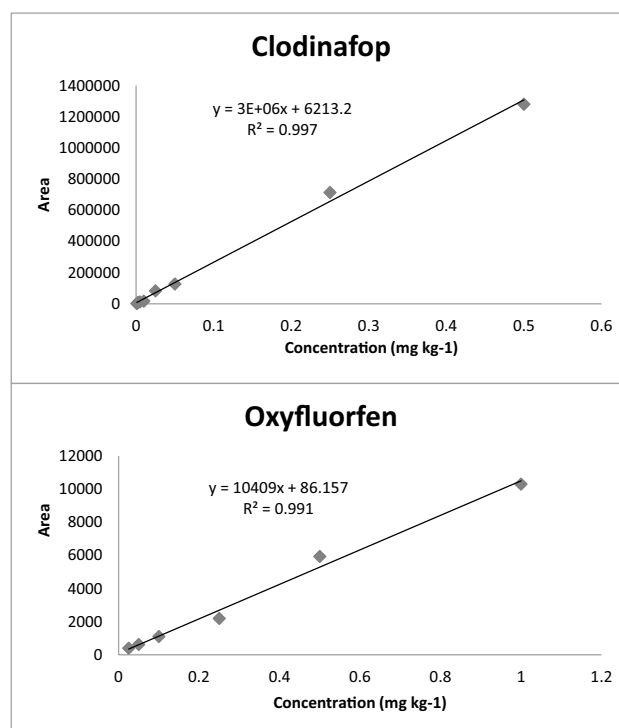 Clodinafop
1400000
1200000
1000000
800000
600000
400000
200000
0
Area
y = 3E+06x + 6213.2
R² = 0.997
0 0.1 0.2 0.3 0.4 0.5 0.6
Concentration (mg kg-1)
Oxyfluorfen
12000
10000
8000
6000
4000
2000
0
Area
y = 10409x + 86.157
R² = 0.991
0 0.2 0.4 0.6 0.8 1 1.2
Concentration (mg kg-1)